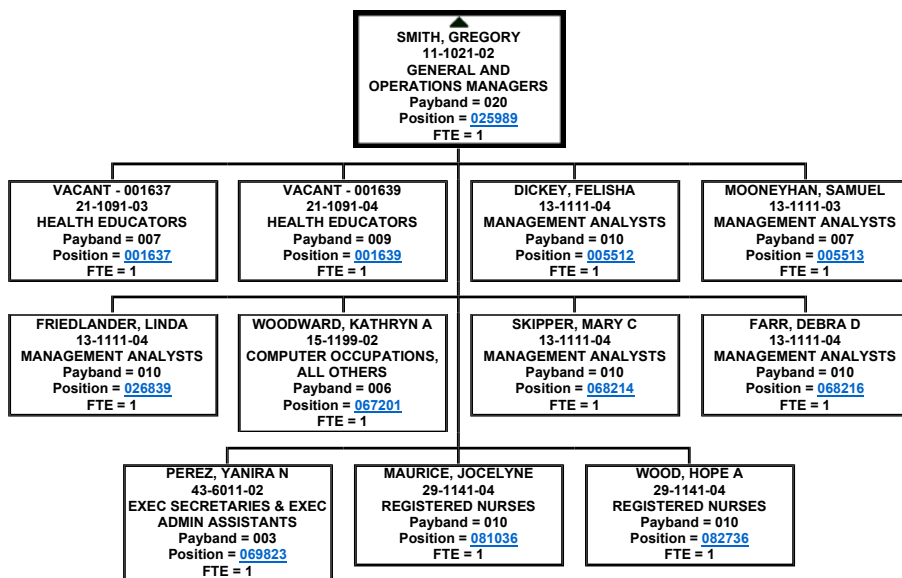 SMITH, GREGORY
11-1021-02
GENERAL AND
OPERATIONS MANAGERS
Payband = 020
Position = 025989
FTE = 1
VACANT - 001637
21-1091-03
HEALTH EDUCATORS
Payband = 007
Position = 001637
FTE = 1
VACANT - 001639
21-1091-04
HEALTH EDUCATORS
Payband = 009
Position = 001639
FTE = 1
DICKEY, FELISHA
13-1111-04
MANAGEMENT ANALYSTS
Payband = 010
Position = 005512
FTE = 1
MOONEYHAN, SAMUEL
13-1111-03
MANAGEMENT ANALYSTS
Payband = 007
Position = 005513
FTE = 1
FRIEDLANDER, LINDA
13-1111-04
MANAGEMENT ANALYSTS
Payband = 010
Position = 026839
FTE = 1
WOODWARD, KATHRYN A
15-1199-02
COMPUTER OCCUPATIONS,
ALL OTHERS
Payband = 006
Position = 067201
FTE = 1
SKIPPER, MARY C
13-1111-04
MANAGEMENT ANALYSTS
Payband = 010
Position = 068214
FTE = 1
FARR, DEBRA D
13-1111-04
MANAGEMENT ANALYSTS
Payband = 010
Position = 068216
FTE = 1
PEREZ, YANIRA N
43-6011-02
EXEC SECRETARIES & EXEC
ADMIN ASSISTANTS
Payband = 003
Position = 069823
FTE = 1
MAURICE, JOCELYNE
29-1141-04
REGISTERED NURSES
Payband = 010
Position = 081036
FTE = 1
WOOD, HOPE A
29-1141-04
REGISTERED NURSES
Payband = 010
Position = 082736
FTE = 1